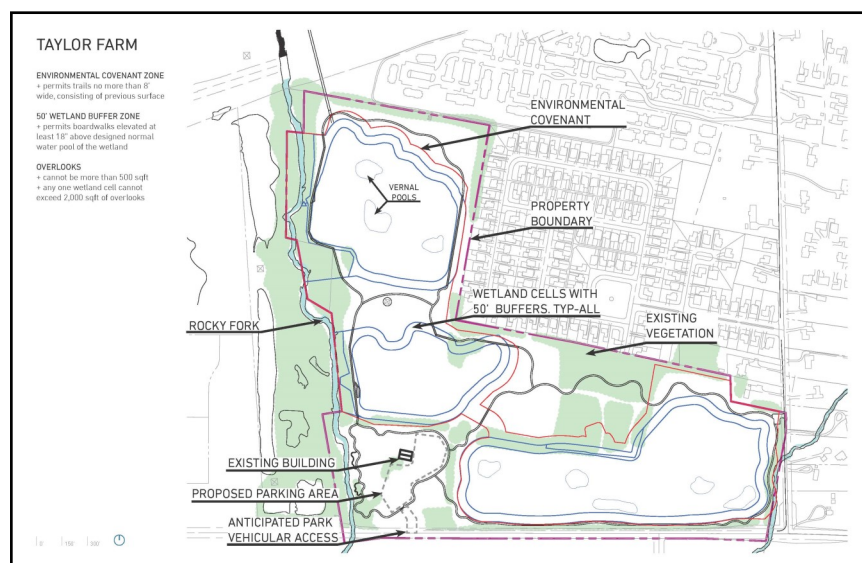 TAYLOR FARM
ENVIRONMENTAL COVENANT ZONE
+ permits trails no more than 8'
wide, consisting of previous surface
50' WETLAND BUFFER ZONE
+ permits boardwalks elevated at
least 18" above designed normal
water pool of the wetland
OVERLOOKS
+ cannot be more than 500 sqft
+ any one wetland cell cannot
exceed 2,000 sqft of overlooks
ENVIRONMENTAL
COVENANT
VERNAL
POOLS
PROPERTY
BOUNDARY
WETLAND CELLS WITH
50' BUFFERS. TYP-ALL
EXISTING
VEGETATION
ROCKY FORK
EXISTING BUILDING
PROPOSED PARKING AREA
ANTICIPATED PARK
VEHICULAR ACCESS
0 150'